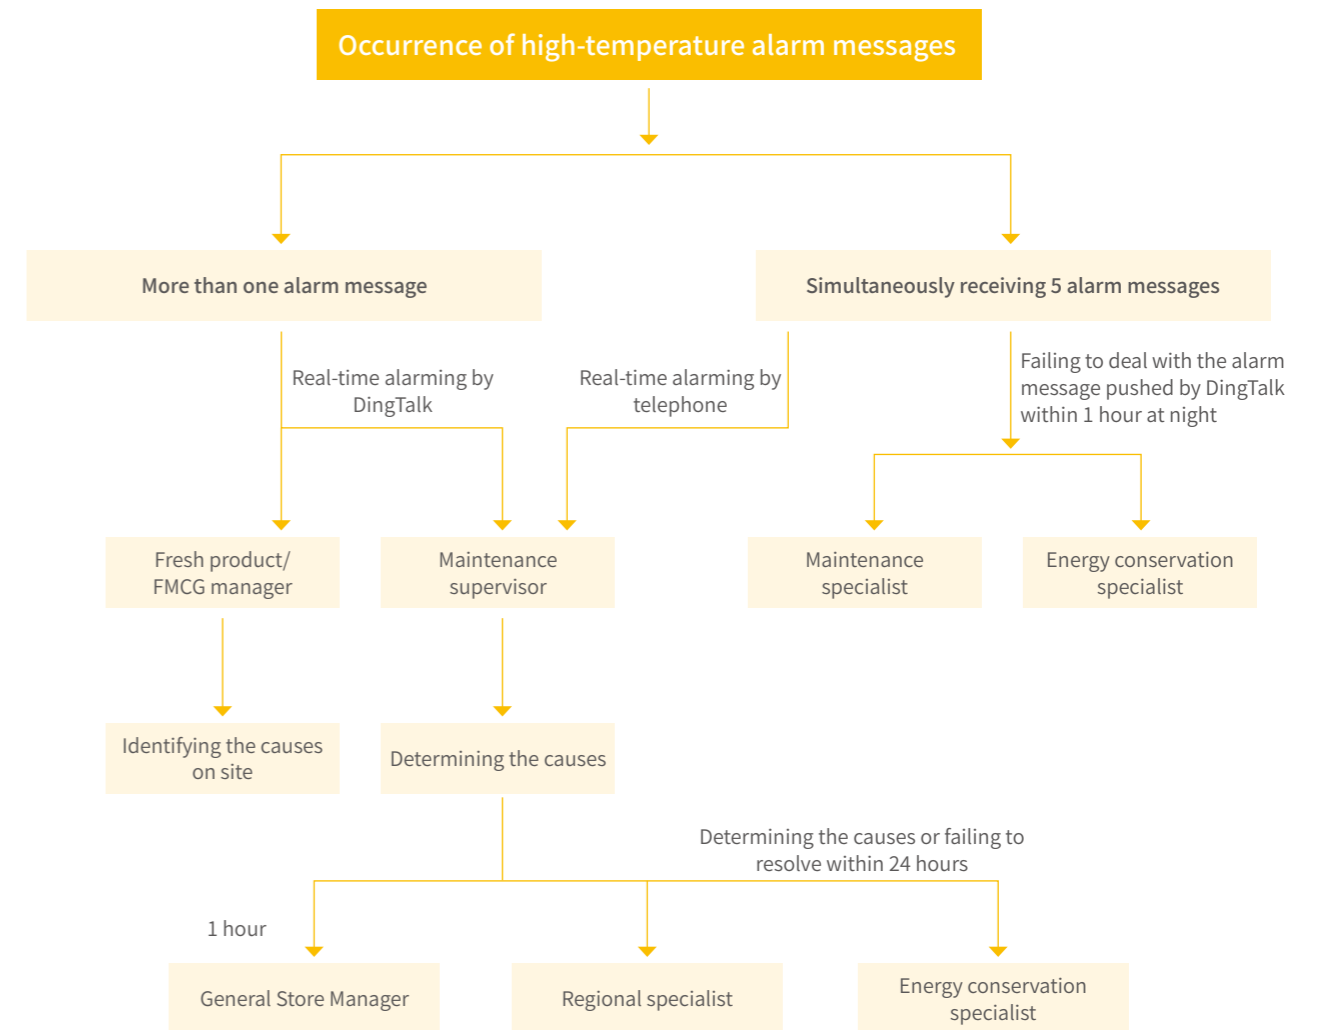 Occurrence of high-temperature alarm messages
More than one alarm message
Simultaneously receiving 5 alarm messages
Real-time alarming by
DingTalk
Real-time alarming by
telephone
Failing to deal with the alarm
message pushed by DingTalk
within 1 hour at night
Fresh product/
FMCG manager
Maintenance
supervisor
Maintenance
specialist
Energy conservation
specialist
Identifying the causes
on site
Determining the causes
Determining the causes or failing to
resolve within 24 hours
1 hour
General Store Manager
Regional specialist
Energy conservation
specialist